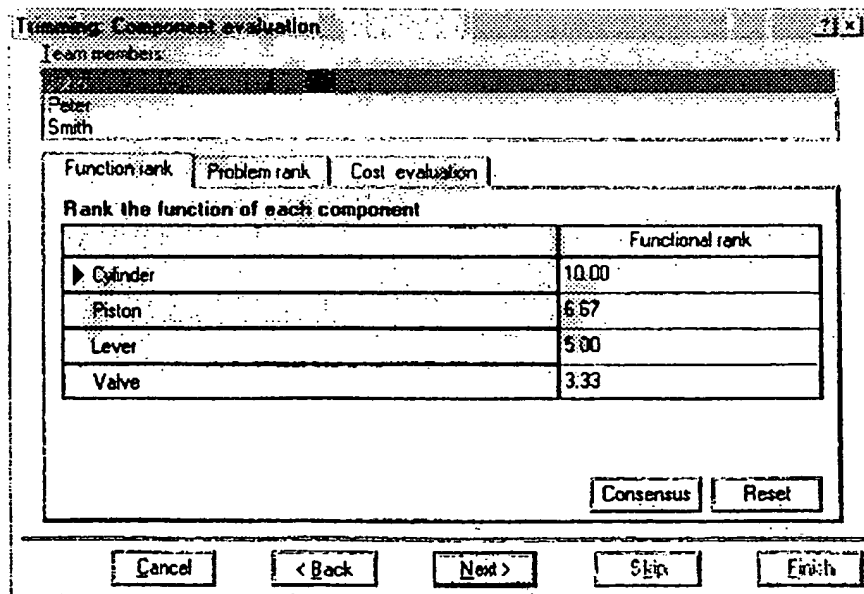 Trimming: Component evaluation
Team members
Peter
Smith
Function rank Problem rank Cost evaluation
Rank the function of each component
Functional rank
Cylinder 10.00
Piston 6.67
Lever 5.00
Valve 3.33
Consensus Reset
Cancel < Back Next > Skip Finish